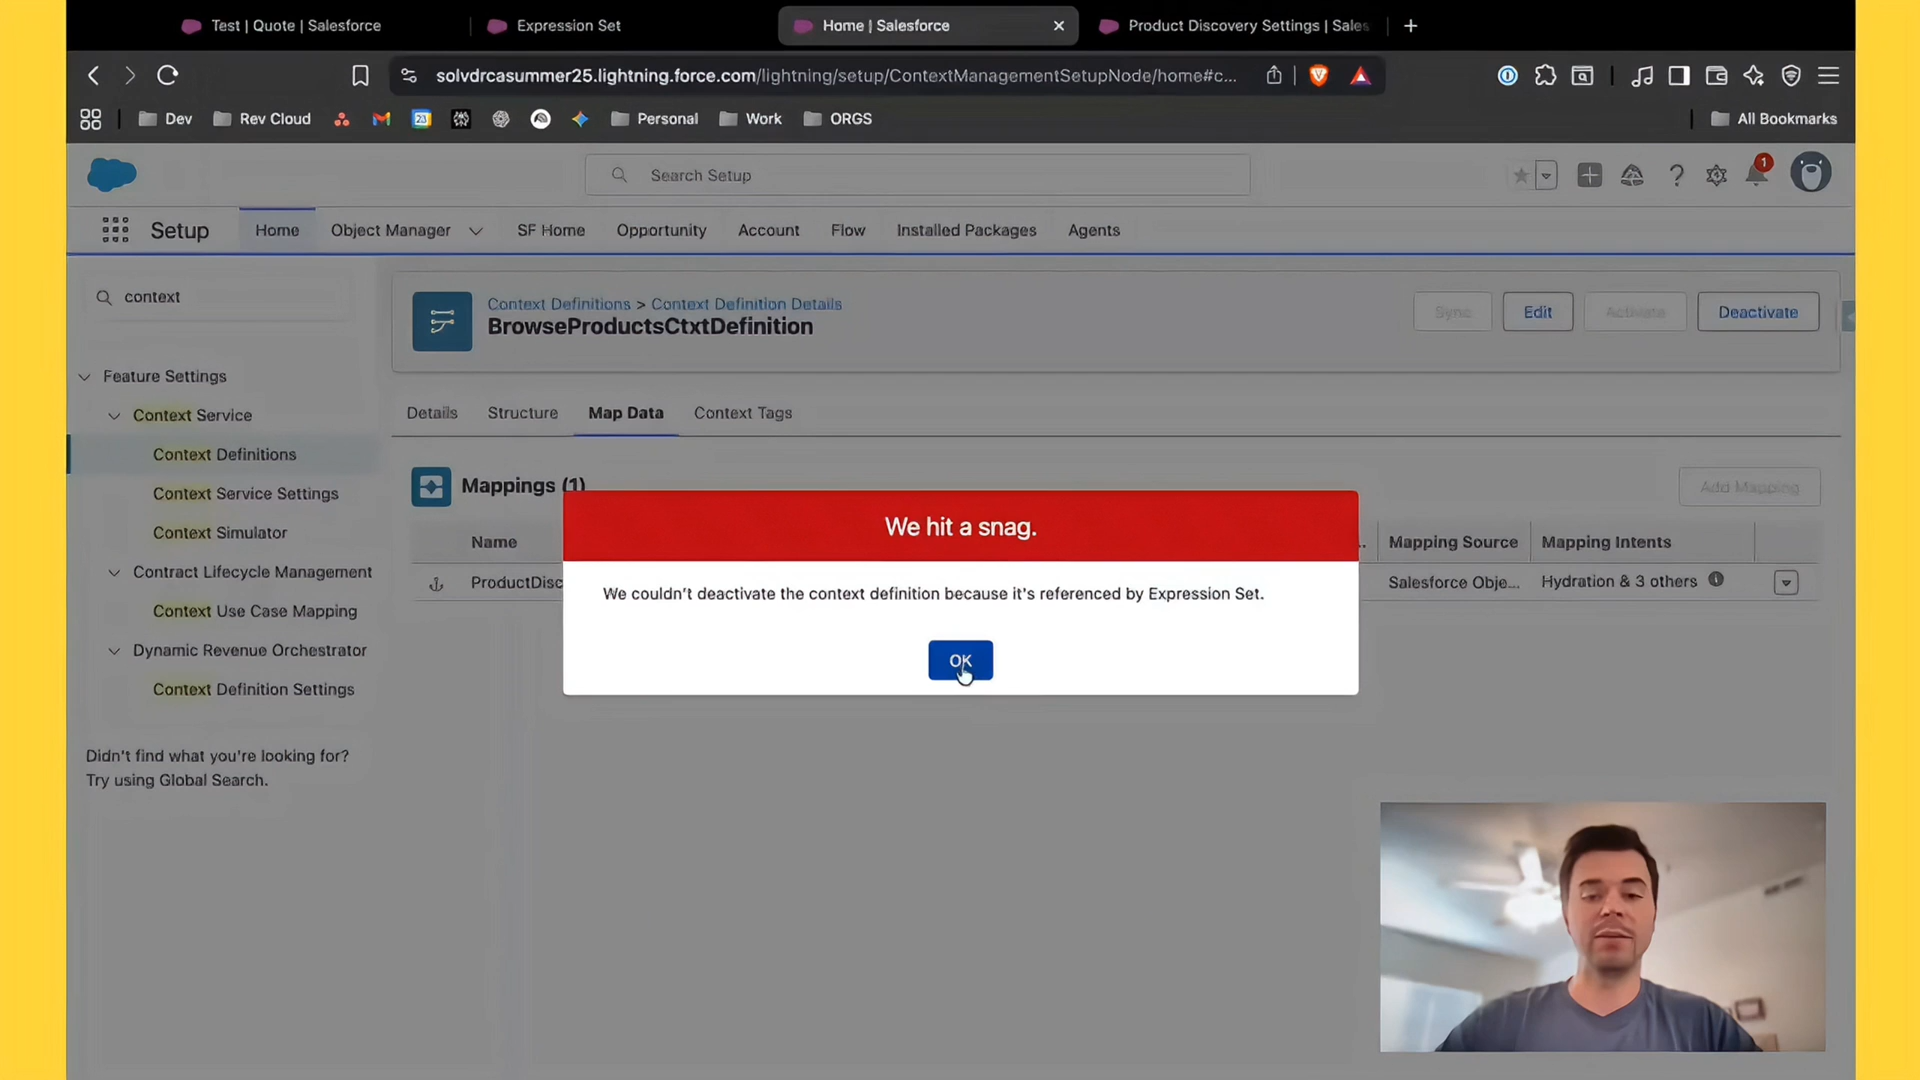 Test | Quote | Salesforce
Expression Set
Home | Salesforce
Product Discovery Settings | Sales
solvdrcasummer25.lightning.force.com/lightning/setup/ContextManagementSetupNode/home#c...
Dev
Rev Cloud
23
Personal
Work
ORGS
All Bookmarks
Search Setup
1
Setup
Home
Object Manager
SF Home
Opportunity
Account
Flow
Installed Packages
Agents
context
Feature Settings
Context Service
Context Definitions
Context Service Settings
Context Simulator
Contract Lifecycle Management
Context Use Case Mapping
Dynamic Revenue Orchestrator
Context Definition Settings
Didn't find what you're looking for?
Try using Global Search.
Context Definitions > Context Definition Details
BrowseProductsCtxtDefinition
Sync
Edit
Activate
Deactivate
Details
Structure
Map Data
Context Tags
Mappings (1)
Add Mapping
Name
Mapping Source
Mapping Intents
ProductDisc
Salesforce Obje...
Hydration & 3 others
We hit a snag.
We couldn't deactivate the context definition because it's referenced by Expression Set.
OK